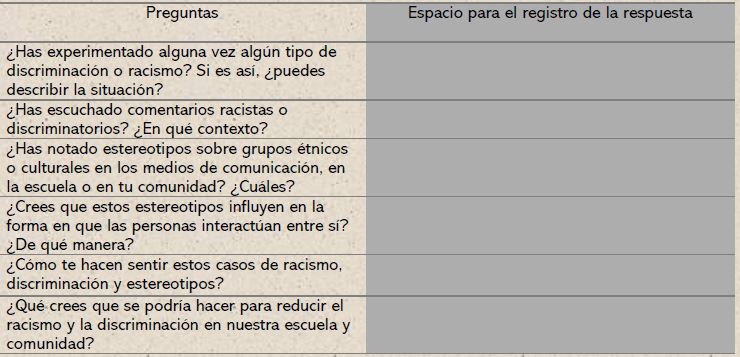 Preguntas
Espacio para el registro de la respuesta
¿Has experimentado alguna vez algún tipo de
discriminación o racismo? Si es así, ¿puedes
describir la situación?
¿Has escuchado comentarios racistas o
discriminatorios? ¿En qué contexto?
¿Has notado estereotipos sobre grupos étnicos
o culturales en los medios de comunicación, en
la escuela o en tu comunidad? ¿Cuáles?
¿Crees que estos estereotipos influyen en la
forma en que las personas interactúan entre sí?
¿De qué manera?
¿Cómo te hacen sentir estos casos de racismo,
discriminación y estereotipos?
¿Qué crees que se podría hacer para reducir el
racismo y la discriminación en nuestra escuela y
comunidad?